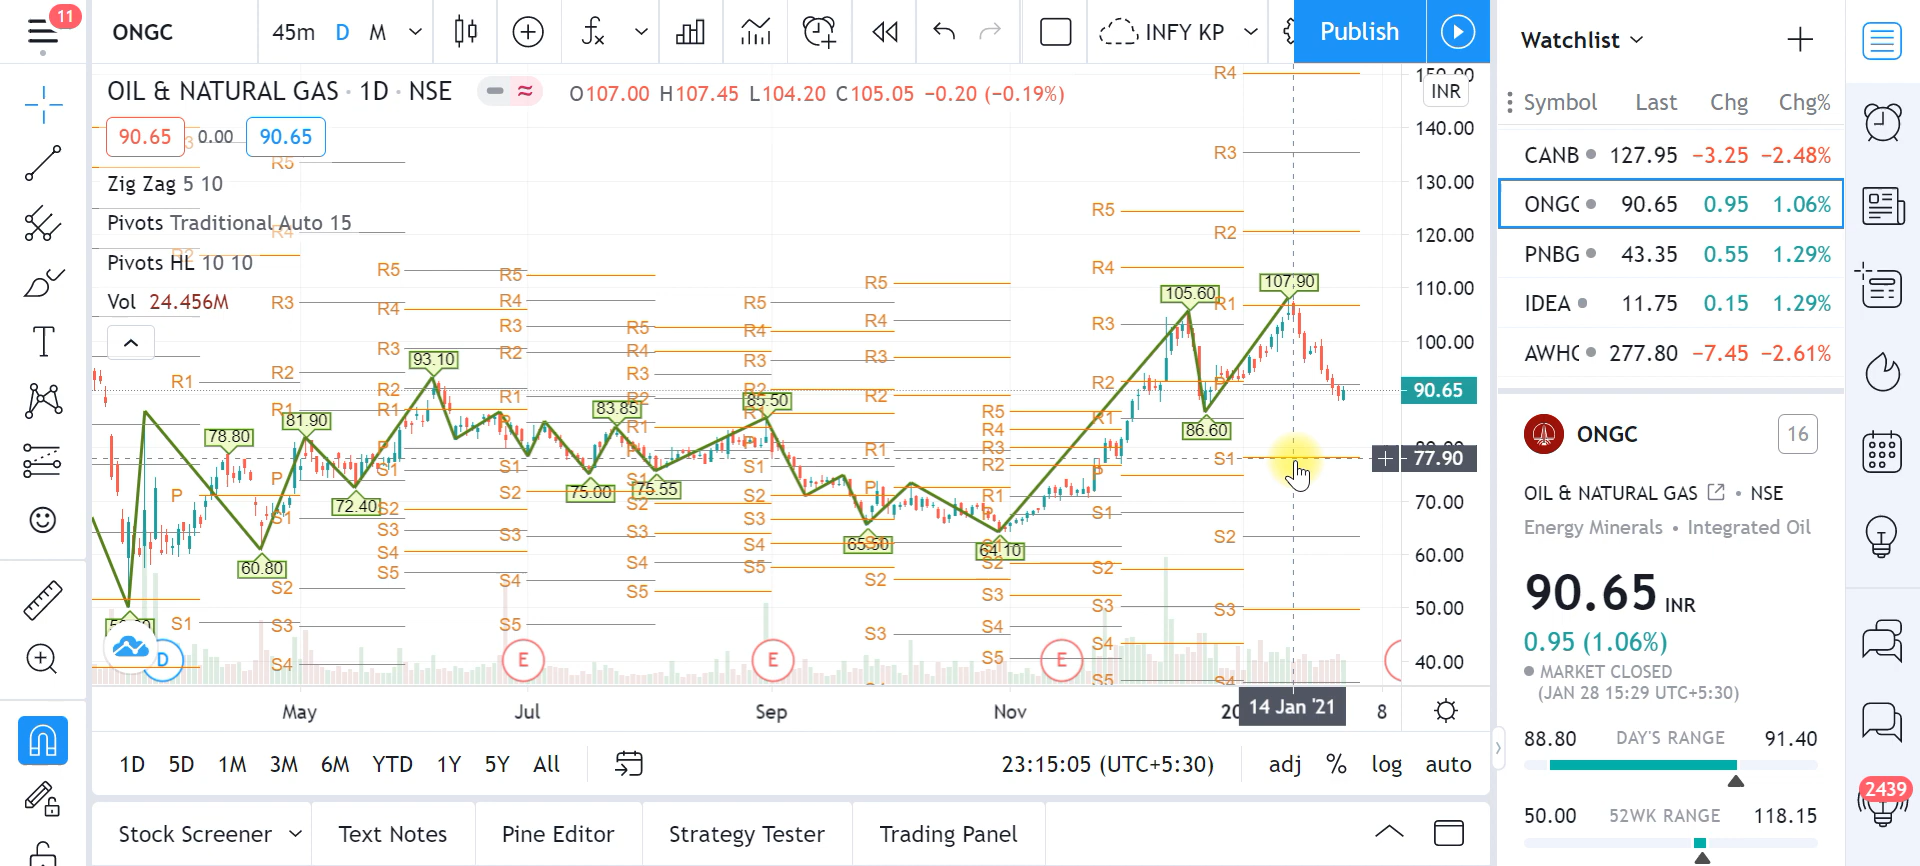 11
ONGC
45m D M
INFY KP
Publish
OIL & NATURAL GAS · 1D · NSE
O107.00 H107.45 L104.20 C105.05 −0.20 (−0.19%)
90.65 0.00 90.65
Zig Zag 5 10
Pivots Traditional Auto 15
Pivots HL 10 10
Vol 24.456M
INR
150.00
140.00
130.00
120.00
110.00
100.00
90.65
80.00
77.90
70.00
60.00
50.00
40.00
R4
R3
R2
R1
S1
S2
S3
S4
R5
R4
R3
R2
R1
P
S1
S2
S3
S4
S5
78.80
60.80
81.90
72.40
93.10
75.00
83.85
75.55
85.50
65.50
64.10
105.60
86.60
107.90
D E E E
May Jul Sep Nov 14 Jan '21 8
1D 5D 1M 3M 6M YTD 1Y 5Y All
23:15:05 (UTC+5:30) adj % log auto
Stock Screener Text Notes Pine Editor Strategy Tester Trading Panel
Watchlist
Symbol Last Chg Chg%
CANB 127.95 −3.25 −2.48%
ONGC 90.65 0.95 1.06%
PNBG 43.35 0.55 1.29%
IDEA 11.75 0.15 1.29%
AWHC 277.80 −7.45 −2.61%
ONGC 16
OIL & NATURAL GAS • NSE
Energy Minerals • Integrated Oil
90.65 INR
0.95 (1.06%)
MARKET CLOSED
(JAN 28 15:29 UTC+5:30)
88.80 DAY'S RANGE 91.40
50.00 52WK RANGE 118.15
2439